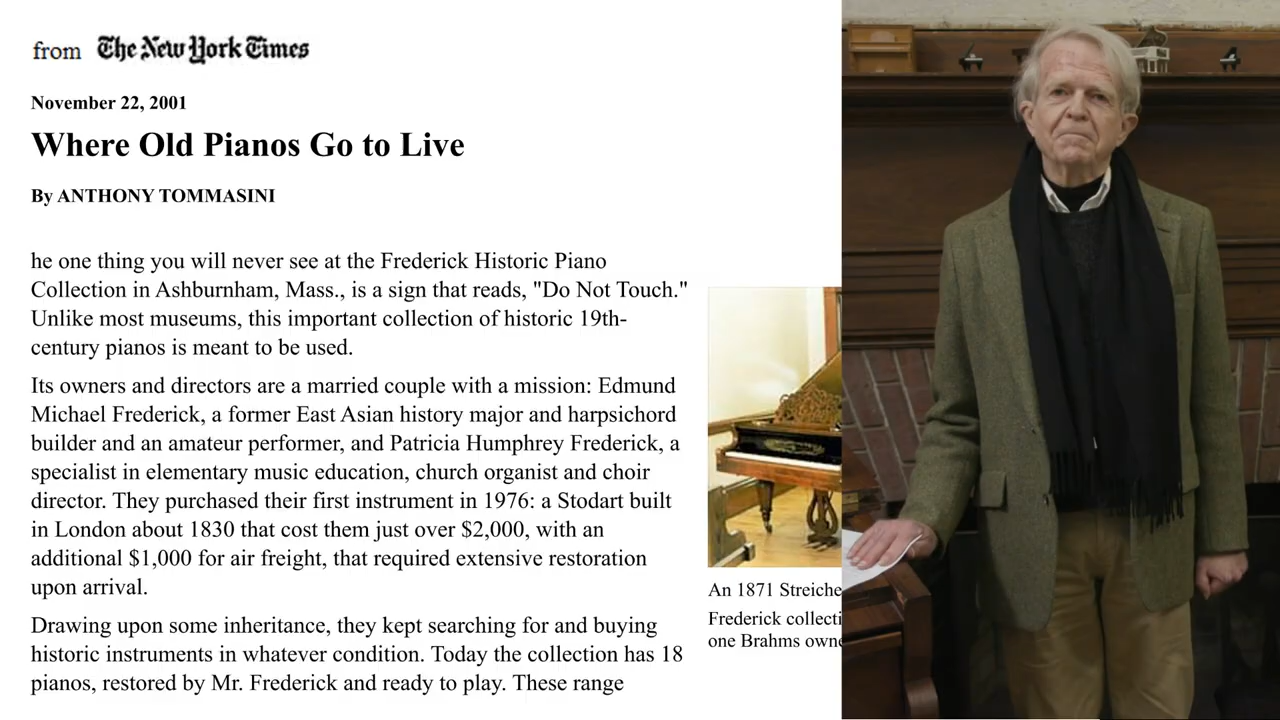 from The New York Times
November 22, 2001
Where Old Pianos Go to Live
By ANTHONY TOMMASINI
he one thing you will never see at the Frederick Historic Piano
Collection in Ashburnham, Mass., is a sign that reads, "Do Not Touch."
Unlike most museums, this important collection of historic 19th-
century pianos is meant to be used.
Its owners and directors are a married couple with a mission: Edmund
Michael Frederick, a former East Asian history major and harpsichord
builder and an amateur performer, and Patricia Humphrey Frederick, a
specialist in elementary music education, church organist and choir
director. They purchased their first instrument in 1976: a Stodart built
in London about 1830 that cost them just over $2,000, with an
additional $1,000 for air freight, that required extensive restoration
upon arrival.
Drawing upon some inheritance, they kept searching for and buying
historic instruments in whatever condition. Today the collection has 18
pianos, restored by Mr. Frederick and ready to play. These range
An 1871 Streiche
Frederick collecti
one Brahms owne